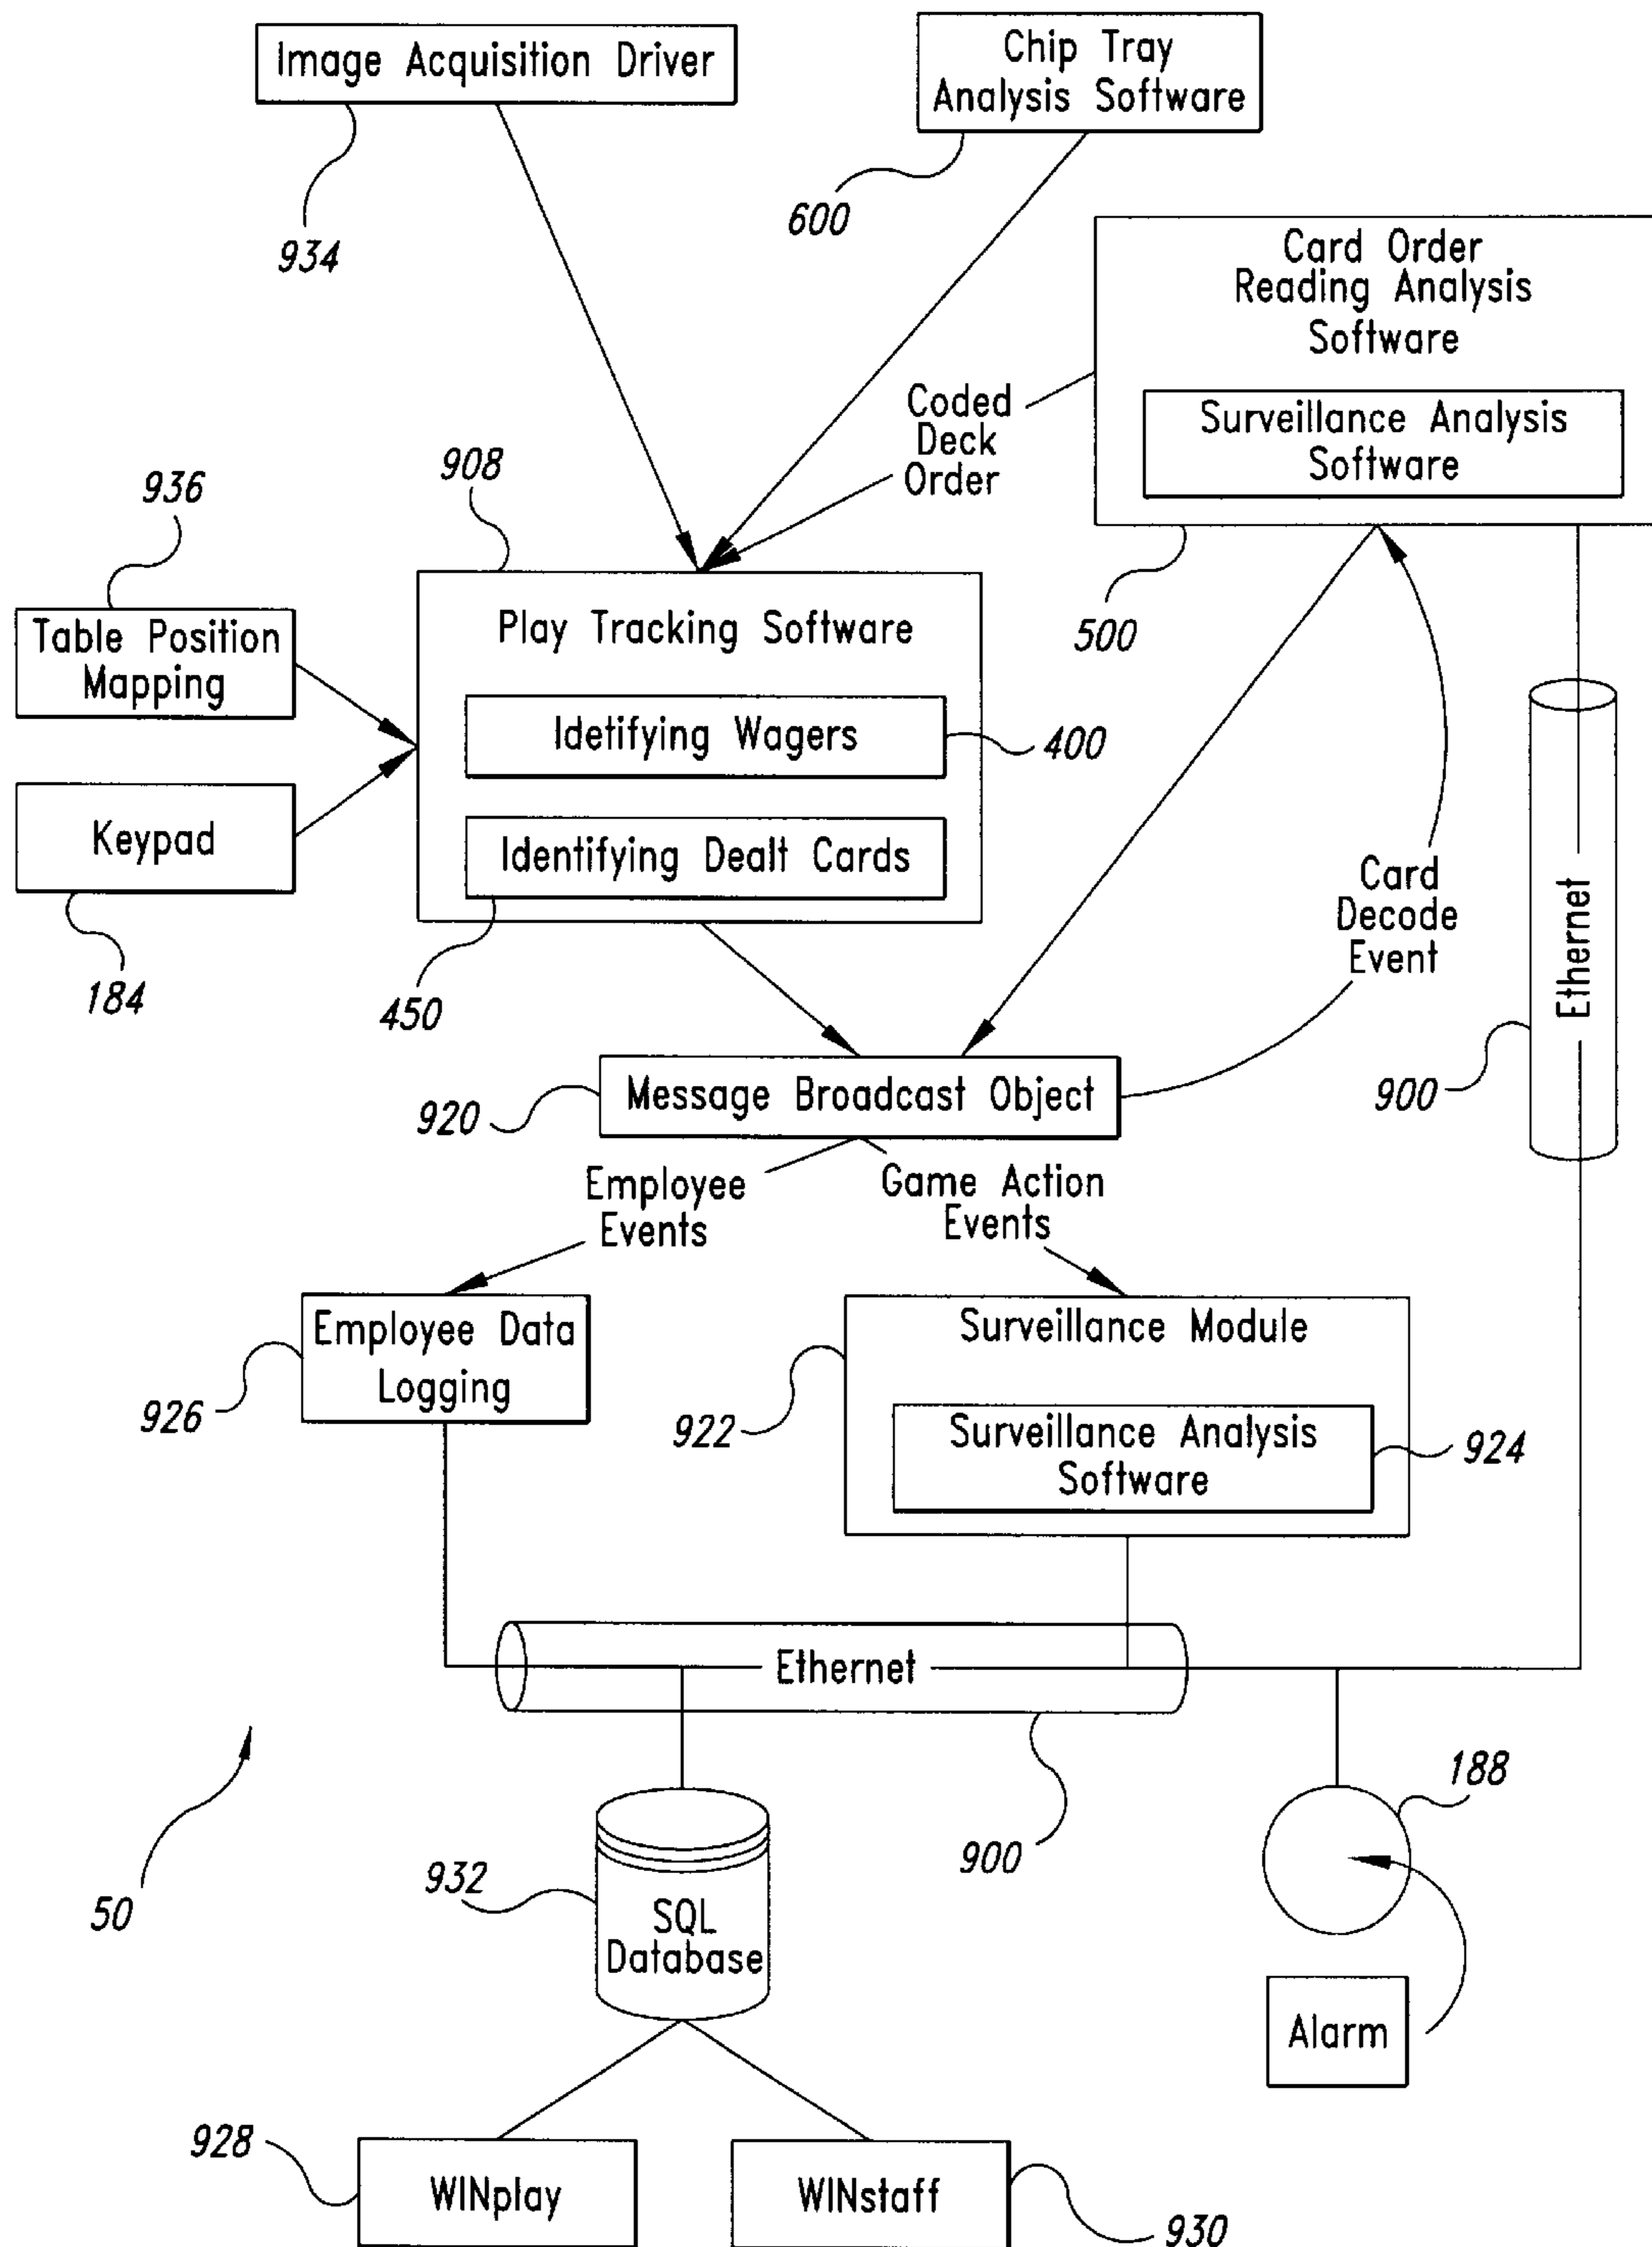 Image Acquisition Driver
934
Chip Tray
Analysis Software
600
Card Order
Reading Analysis
Software
Surveillance Analysis
Software
500
Coded
Deck
Order
908
936
Table Position
Mapping
Keypad
184
Play Tracking Software
Idetifying Wagers
400
Identifying Dealt Cards
450
Card
Decode
Event
Ethernet
900
Message Broadcast Object
920
Employee
Events
Game Action
Events
Employee Data
Logging
926
Surveillance Module
922
Surveillance Analysis
Software
924
Ethernet
900
50
188
932
SQL
Database
Alarm
928
WINplay
WINstaff
930